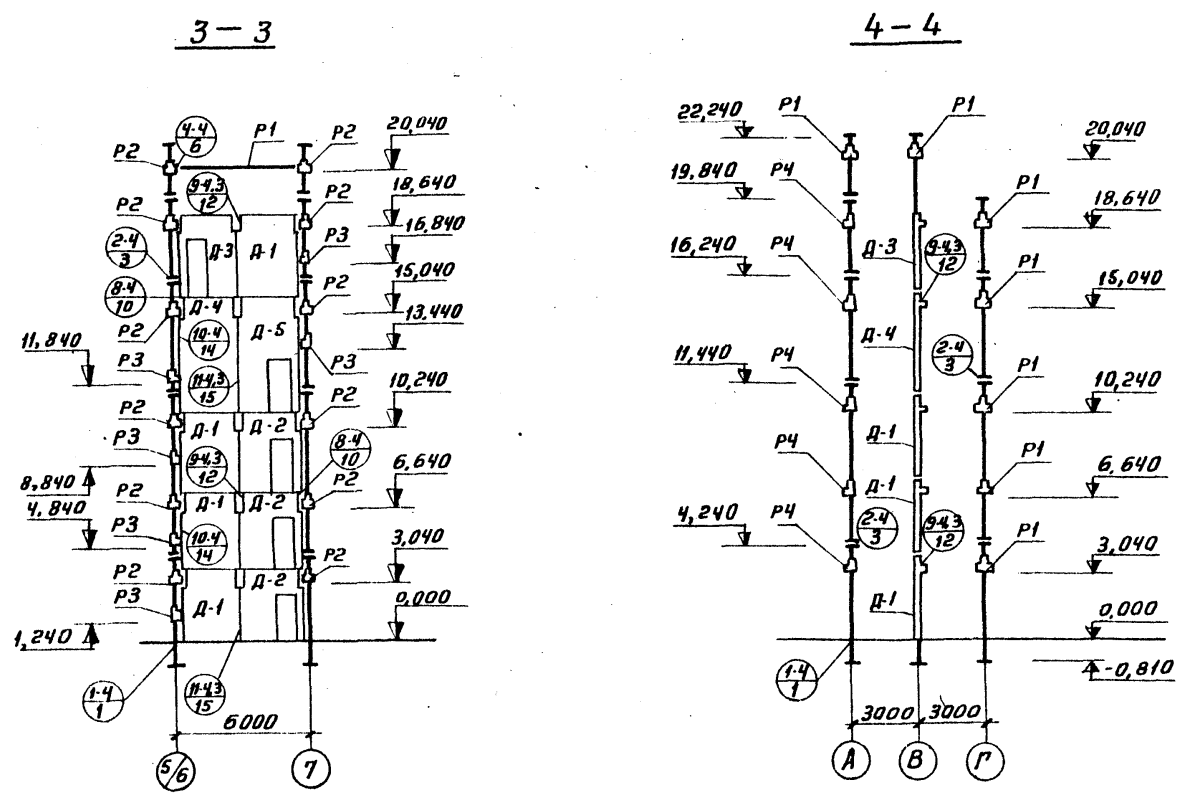 3-3
4-4
6
P2
P1
P2
20,040
P2
9-4,3
12
P2
18,640
2-4
3
Д-3
Д-1
P3
16,840
8-4
10
Д-4
P2
15,040
P2
10-4
14
Д-5
13,440
11,840
P3
11-4,3
15
P3
P2
Д-1
Д-2
P2
10,240
P3
9-4,3
12
8-4
10
8,840
P2
Д-1
Д-2
P2
6,640
4,840
P3
10-4
14
P2
Д-2
P2
3,040
P3
Д-1
0,000
1,240
1-4
1
11-4,3
15
6000
5/6
7
4-4
22,240
P1
P1
20,040
19,840
P4
P1
18,640
16,240
P4
Д-3
9-4,3
12
P1
15,040
11,440
P4
Д-4
2-4
3
P1
10,240
Д-1
P4
Д-1
P1
6,640
4,240
P4
2-4
3
9-4,3
12
P1
3,040
Д-1
0,000
1-4
1
-0,810
3000
3000
А
В
Г